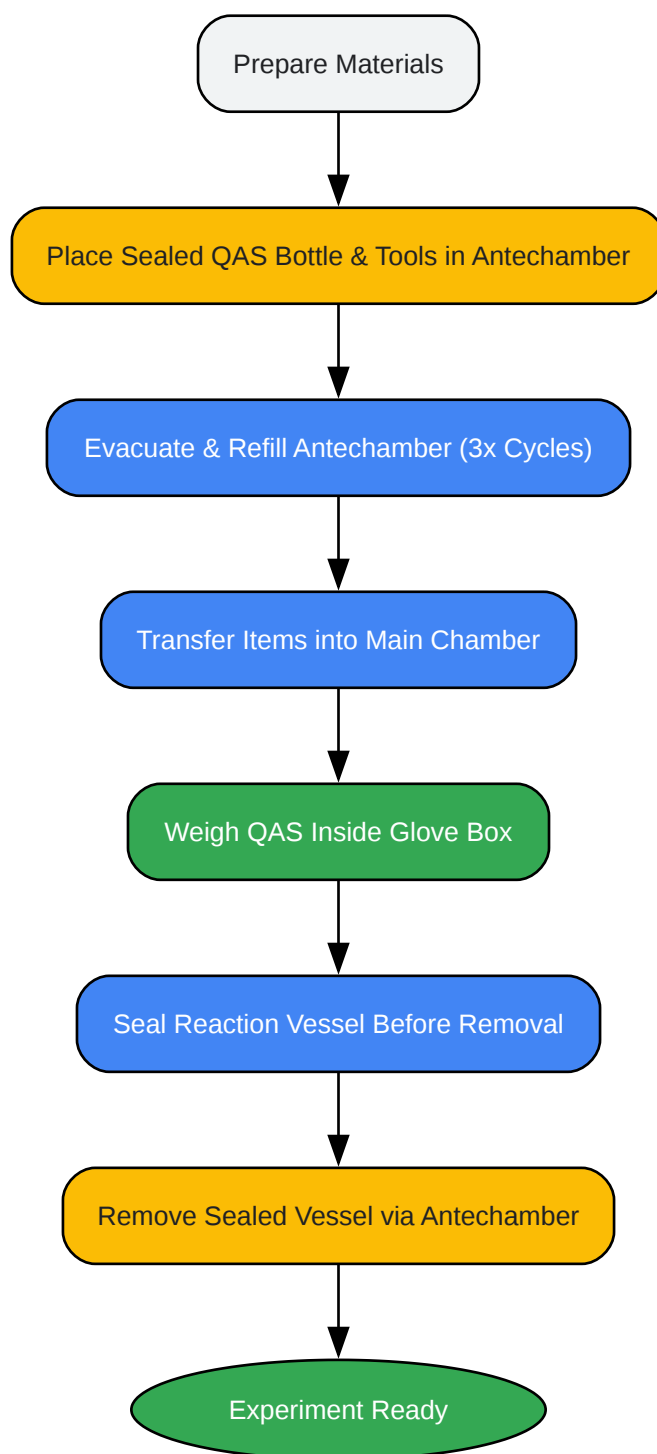 Prepare Materials
Place Sealed QAS Bottle & Tools in Antechamber
Evacuate & Refill Antechamber (3x Cycles)
Transfer Items into Main Chamber
Weigh QAS Inside Glove Box
Seal Reaction Vessel Before Removal
Remove Sealed Vessel via Antechamber
Experiment Ready